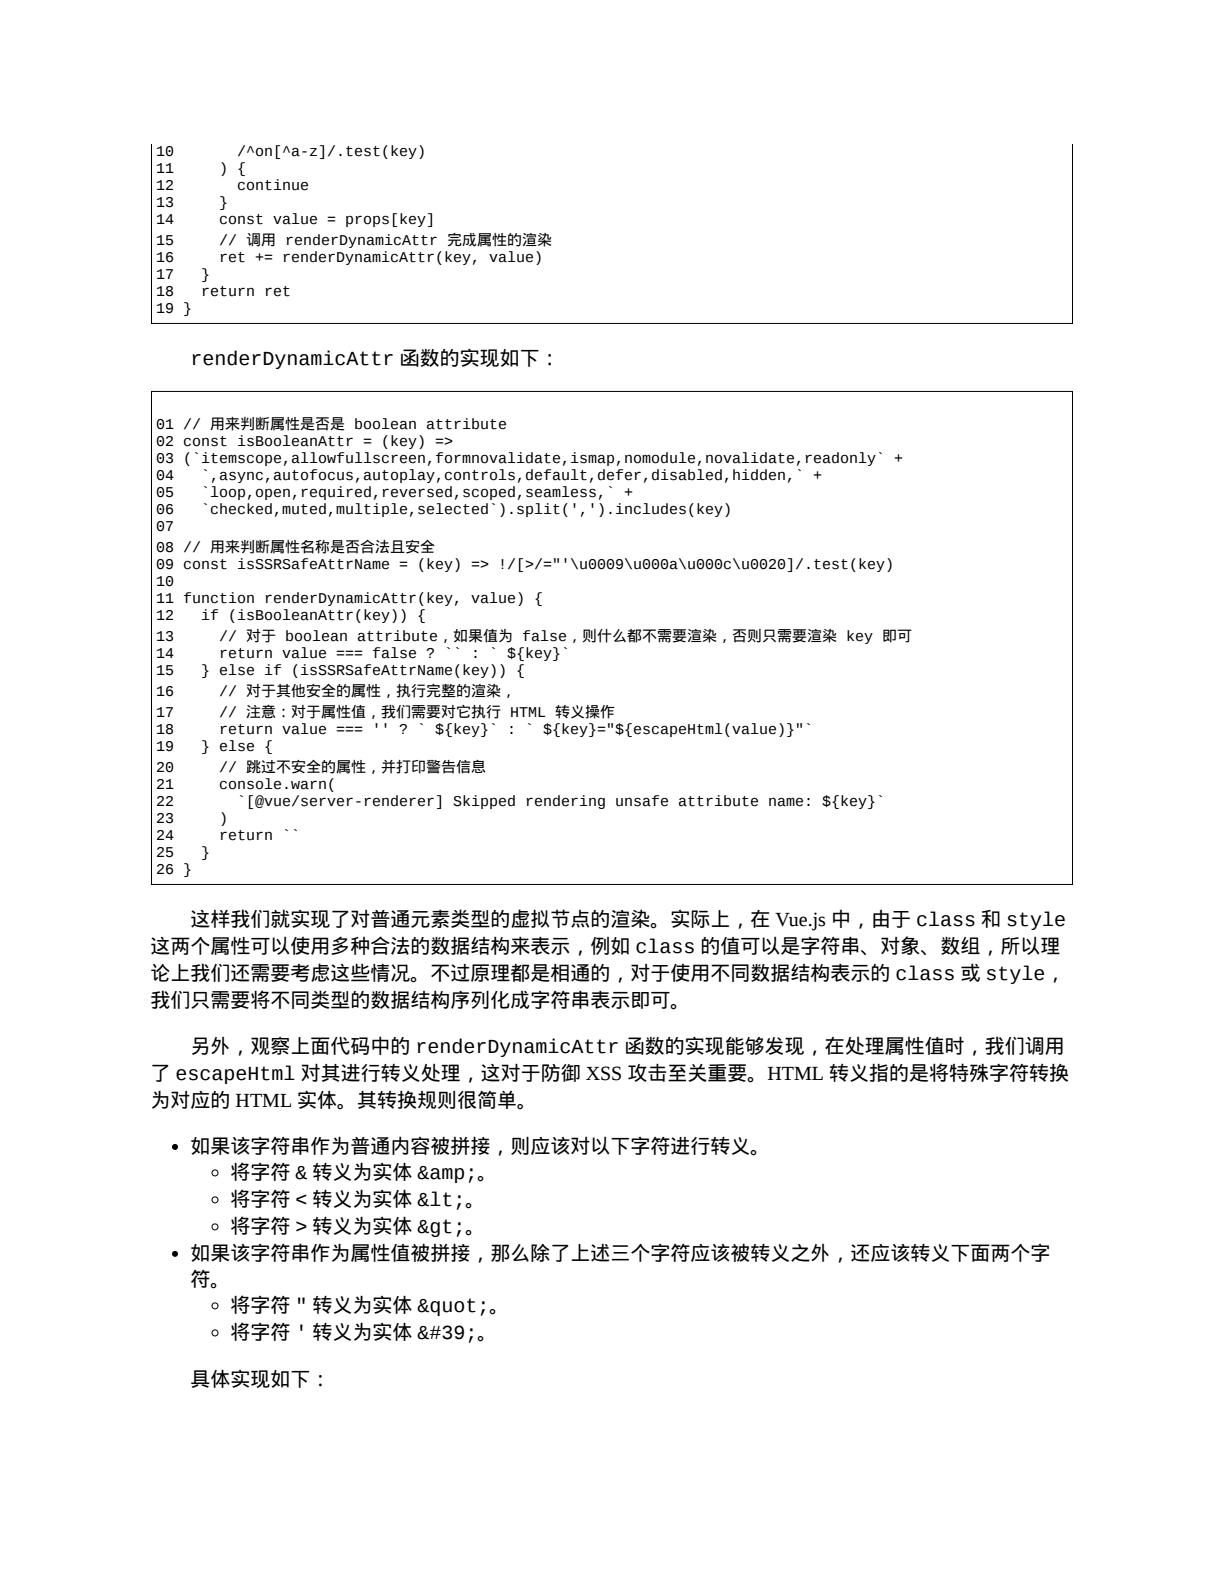 10       /^on[^a-z]/.test(key)
11     ) {
12       continue
13     }
14     const value = props[key]
15     // 调用 renderDynamicAttr 完成属性的渲染
16     ret += renderDynamicAttr(key, value)
17   }
18   return ret
19 }
renderDynamicAttr 函数的实现如下：
01 // 用来判断属性是否是 boolean attribute
02 const isBooleanAttr = (key) =>
03 (`itemscope,allowfullscreen,formnovalidate,ismap,nomodule,novalidate,readonly` +
04   `,async,autofocus,autoplay,controls,default,defer,disabled,hidden,` +
05   `loop,open,required,reversed,scoped,seamless,` +
06   `checked,muted,multiple,selected`).split(',').includes(key)
07
08 // 用来判断属性名称是否合法且安全
09 const isSSRSafeAttrName = (key) => !/[>/="'\u0009\u000a\u000c\u0020]/.test(key)
10
11 function renderDynamicAttr(key, value) {
12   if (isBooleanAttr(key)) {
13     // 对于 boolean attribute，如果值为 false，则什么都不需要渲染，否则只需要渲染 key 即可
14     return value === false ? `` : ` ${key}`
15   } else if (isSSRSafeAttrName(key)) {
16     // 对于其他安全的属性，执行完整的渲染，
17     // 注意：对于属性值，我们需要对它执行 HTML 转义操作
18     return value === '' ? ` ${key}` : ` ${key}="${escapeHtml(value)}"`
19   } else {
20     // 跳过不安全的属性，并打印警告信息
21     console.warn(
22       `[@vue/server-renderer] Skipped rendering unsafe attribute name: ${key}`
23     )
24     return ``
25   }
26 }
这样我们就实现了对普通元素类型的虚拟节点的渲染。实际上，在 Vue.js 中，由于 class 和 style
这两个属性可以使用多种合法的数据结构来表示，例如 class 的值可以是字符串、对象、数组，所以理
论上我们还需要考虑这些情况。不过原理都是相通的，对于使用不同数据结构表示的 class 或 style，
我们只需要将不同类型的数据结构序列化成字符串表示即可。
另外，观察上面代码中的 renderDynamicAttr 函数的实现能够发现，在处理属性值时，我们调用
了 escapeHtml 对其进行转义处理，这对于防御 XSS 攻击至关重要。HTML 转义指的是将特殊字符转换
为对应的 HTML 实体。其转换规则很简单。
• 如果该字符串作为普通内容被拼接，则应该对以下字符进行转义。
◦ 将字符 & 转义为实体 &amp;。
◦ 将字符 < 转义为实体 &lt;。
◦ 将字符 > 转义为实体 &gt;。
• 如果该字符串作为属性值被拼接，那么除了上述三个字符应该被转义之外，还应该转义下面两个字
符。
◦ 将字符 " 转义为实体 &quot;。
◦ 将字符 ' 转义为实体 &#39;。
具体实现如下：